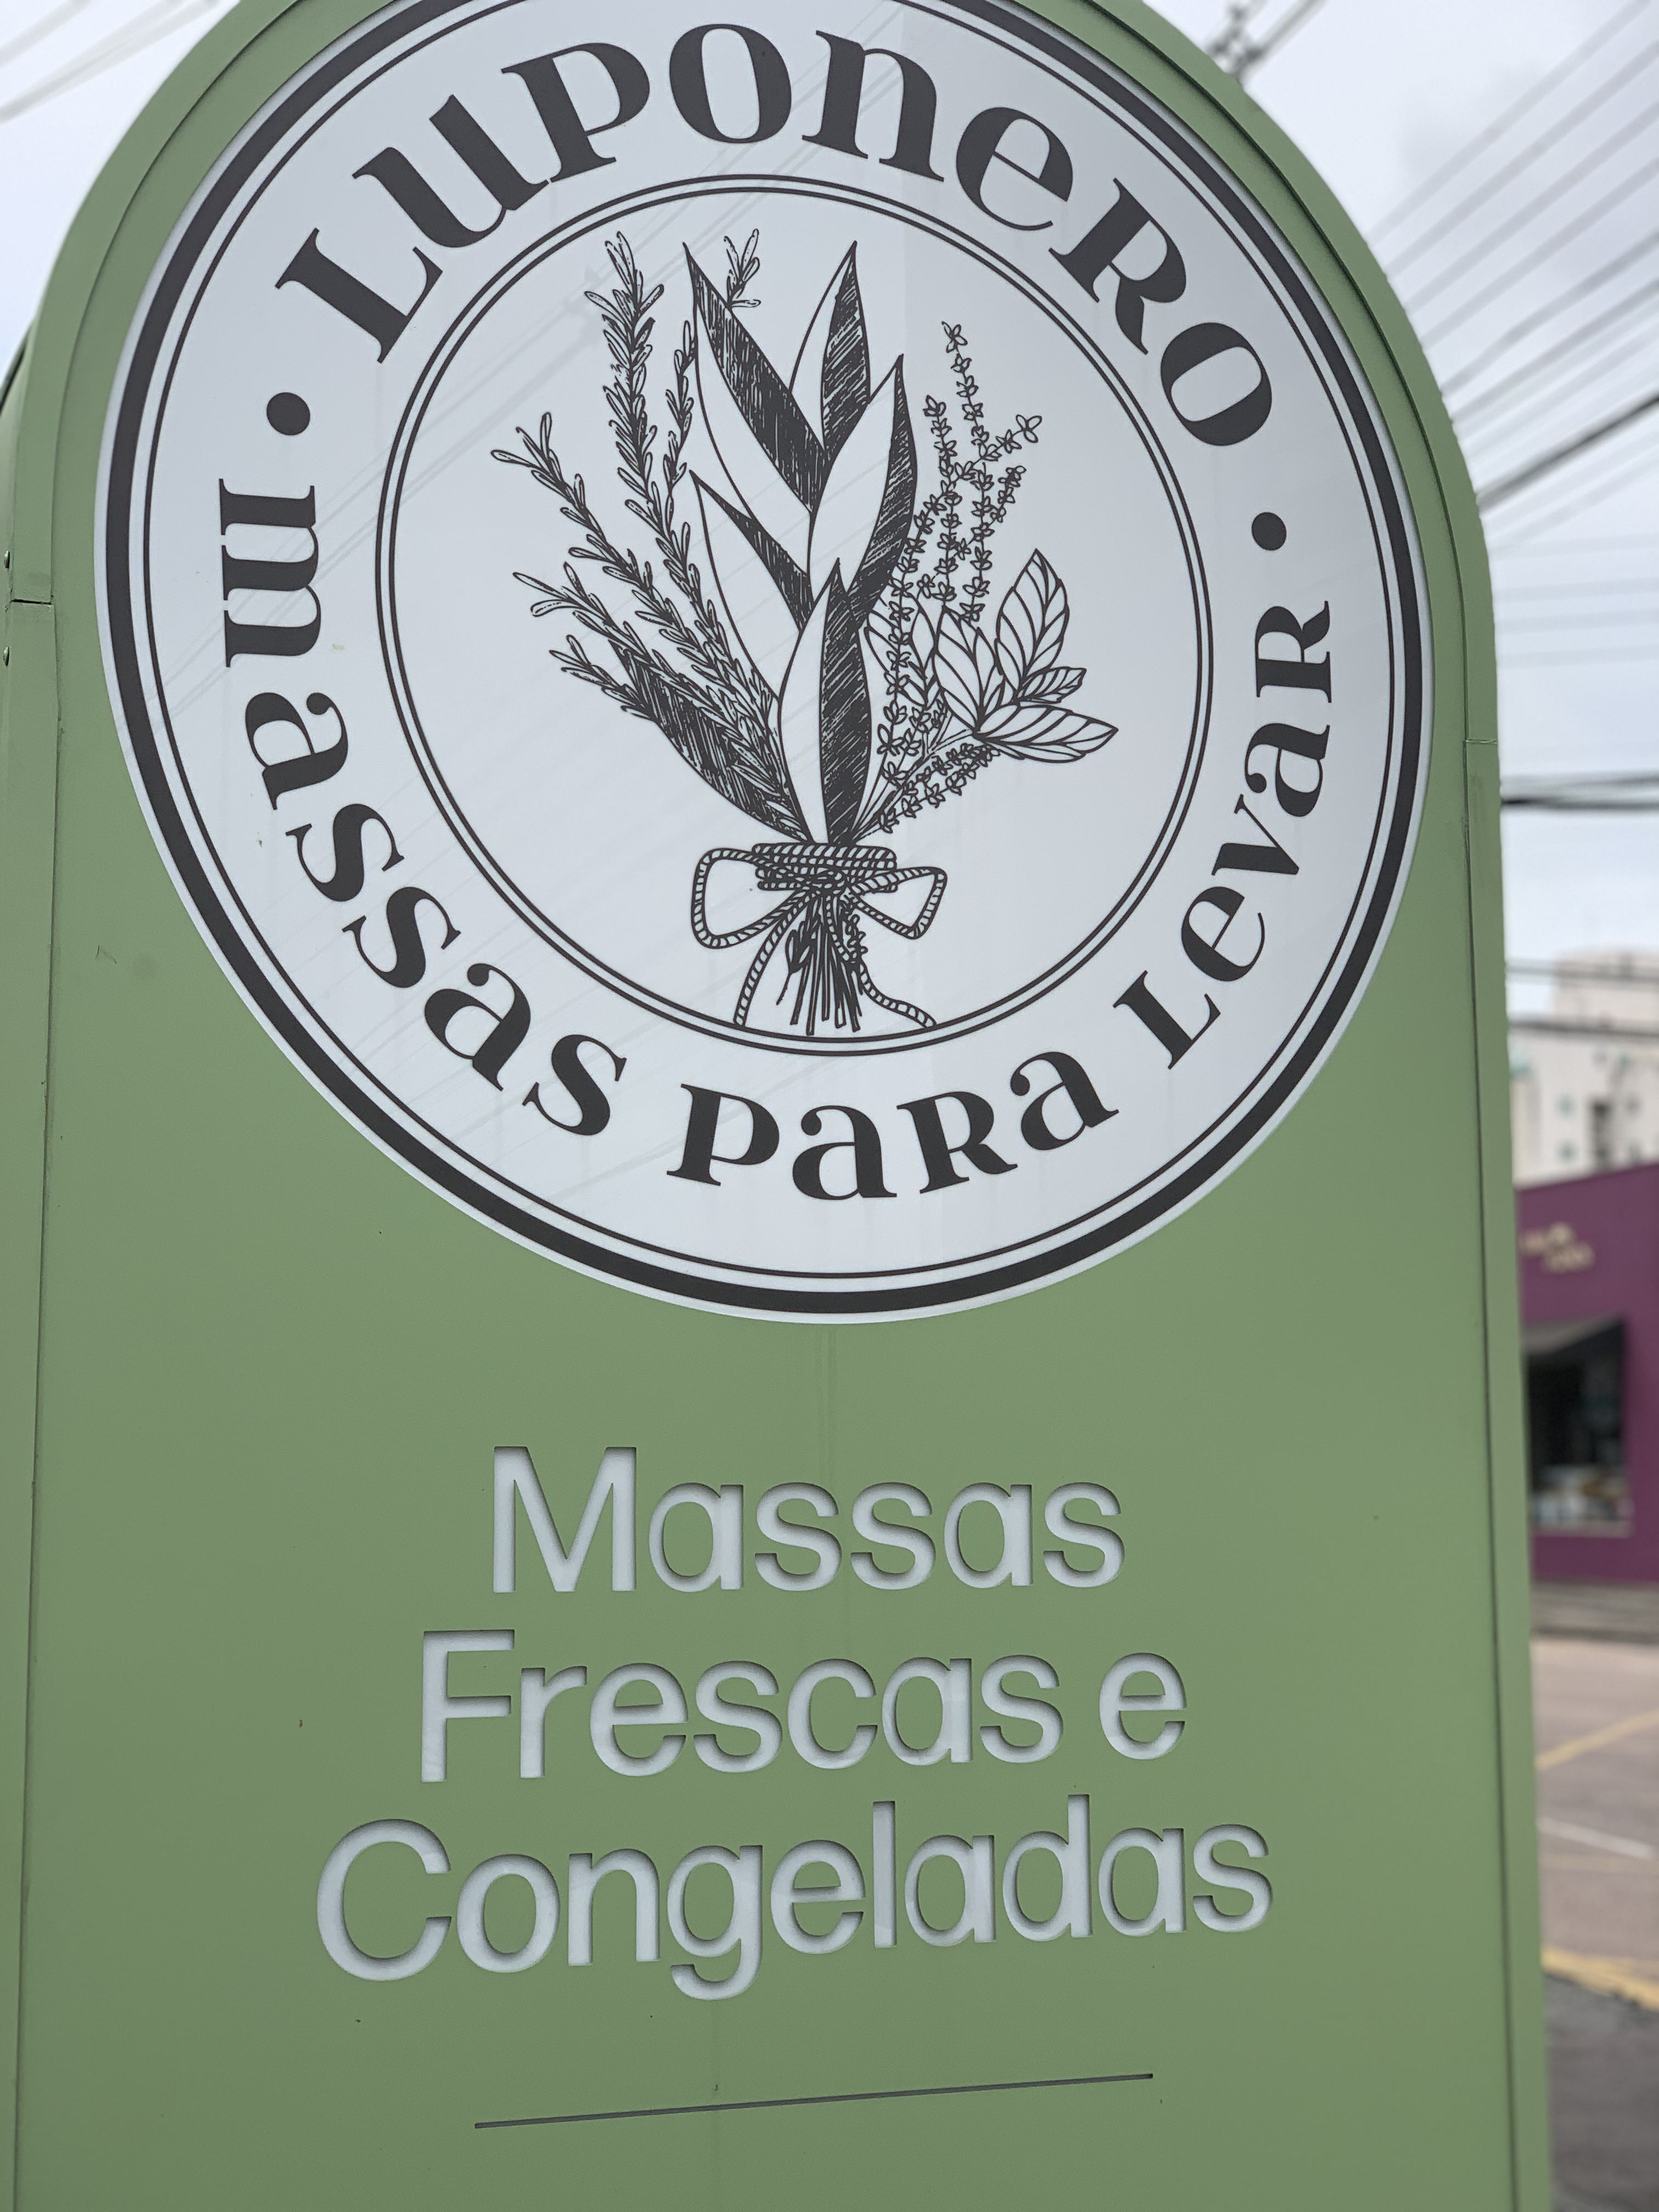 Luponero
massas para Levar
Massas
Frescas e
Congeladas